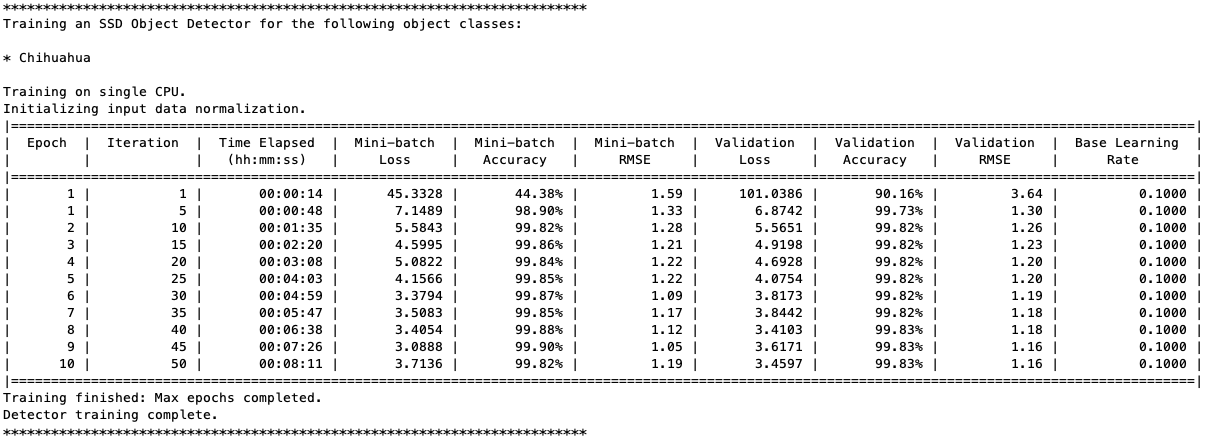 *************************************************************************
Training an SSD Object Detector for the following object classes:
* Chihuahua
Training on single CPU.
Initializing input data normalization.
|====================================================================================================================================================|
| Epoch | Iteration | Time Elapsed | Mini-batch | Mini-batch | Mini-batch | Validation | Validation | Validation | Base Learning |
| | | (hh:mm:ss) | Loss | Accuracy | RMSE | Loss | Accuracy | RMSE | Rate |
|====================================================================================================================================================|
| 1 | 1 | 00:00:14 | 45.3328 | 44.38% | 1.59 | 101.0386 | 90.16% | 3.64 | 0.1000 |
| 1 | 5 | 00:00:48 | 7.1489 | 98.90% | 1.33 | 6.8742 | 99.73% | 1.30 | 0.1000 |
| 2 | 10 | 00:01:35 | 5.5843 | 99.82% | 1.28 | 5.5651 | 99.82% | 1.26 | 0.1000 |
| 3 | 15 | 00:02:20 | 4.5995 | 99.86% | 1.21 | 4.9198 | 99.82% | 1.23 | 0.1000 |
| 4 | 20 | 00:03:08 | 5.0822 | 99.84% | 1.22 | 4.6928 | 99.82% | 1.20 | 0.1000 |
| 5 | 25 | 00:04:03 | 4.1566 | 99.85% | 1.22 | 4.0754 | 99.82% | 1.20 | 0.1000 |
| 6 | 30 | 00:04:59 | 3.3794 | 99.87% | 1.09 | 3.8173 | 99.82% | 1.19 | 0.1000 |
| 7 | 35 | 00:05:47 | 3.5083 | 99.85% | 1.17 | 3.8442 | 99.82% | 1.18 | 0.1000 |
| 8 | 40 | 00:06:38 | 3.4054 | 99.88% | 1.12 | 3.4103 | 99.83% | 1.18 | 0.1000 |
| 9 | 45 | 00:07:26 | 3.0888 | 99.90% | 1.05 | 3.6171 | 99.83% | 1.16 | 0.1000 |
| 10 | 50 | 00:08:11 | 3.7136 | 99.82% | 1.19 | 3.4597 | 99.83% | 1.16 | 0.1000 |
|====================================================================================================================================================|
Training finished: Max epochs completed.
Detector training complete.
*************************************************************************